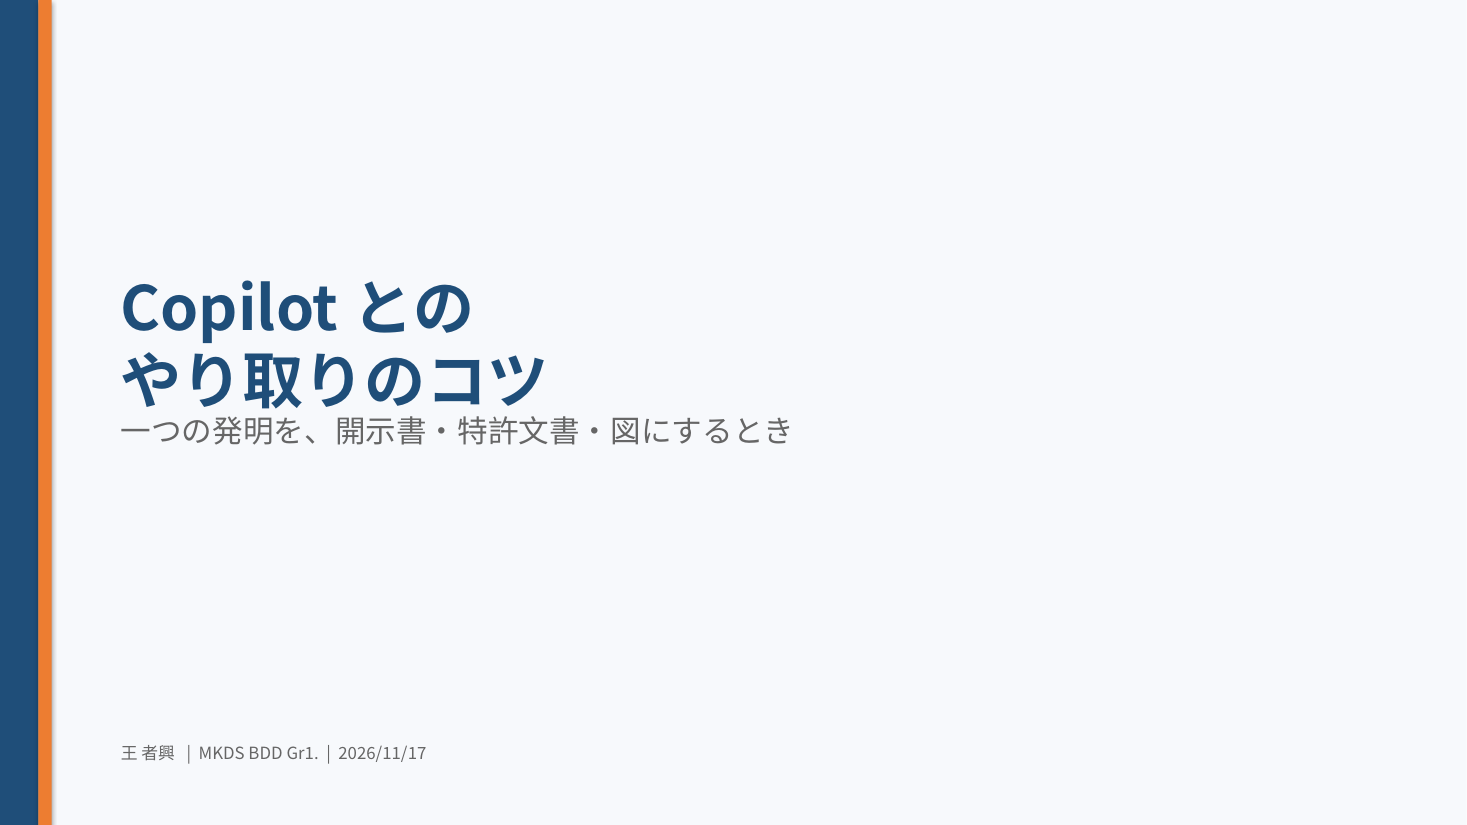 Copilot との
やり取りのコツ
一つの発明を、開示書・特許文書・図にするとき
王 者興 | MKDS BDD Gr1. | 2026/11/17